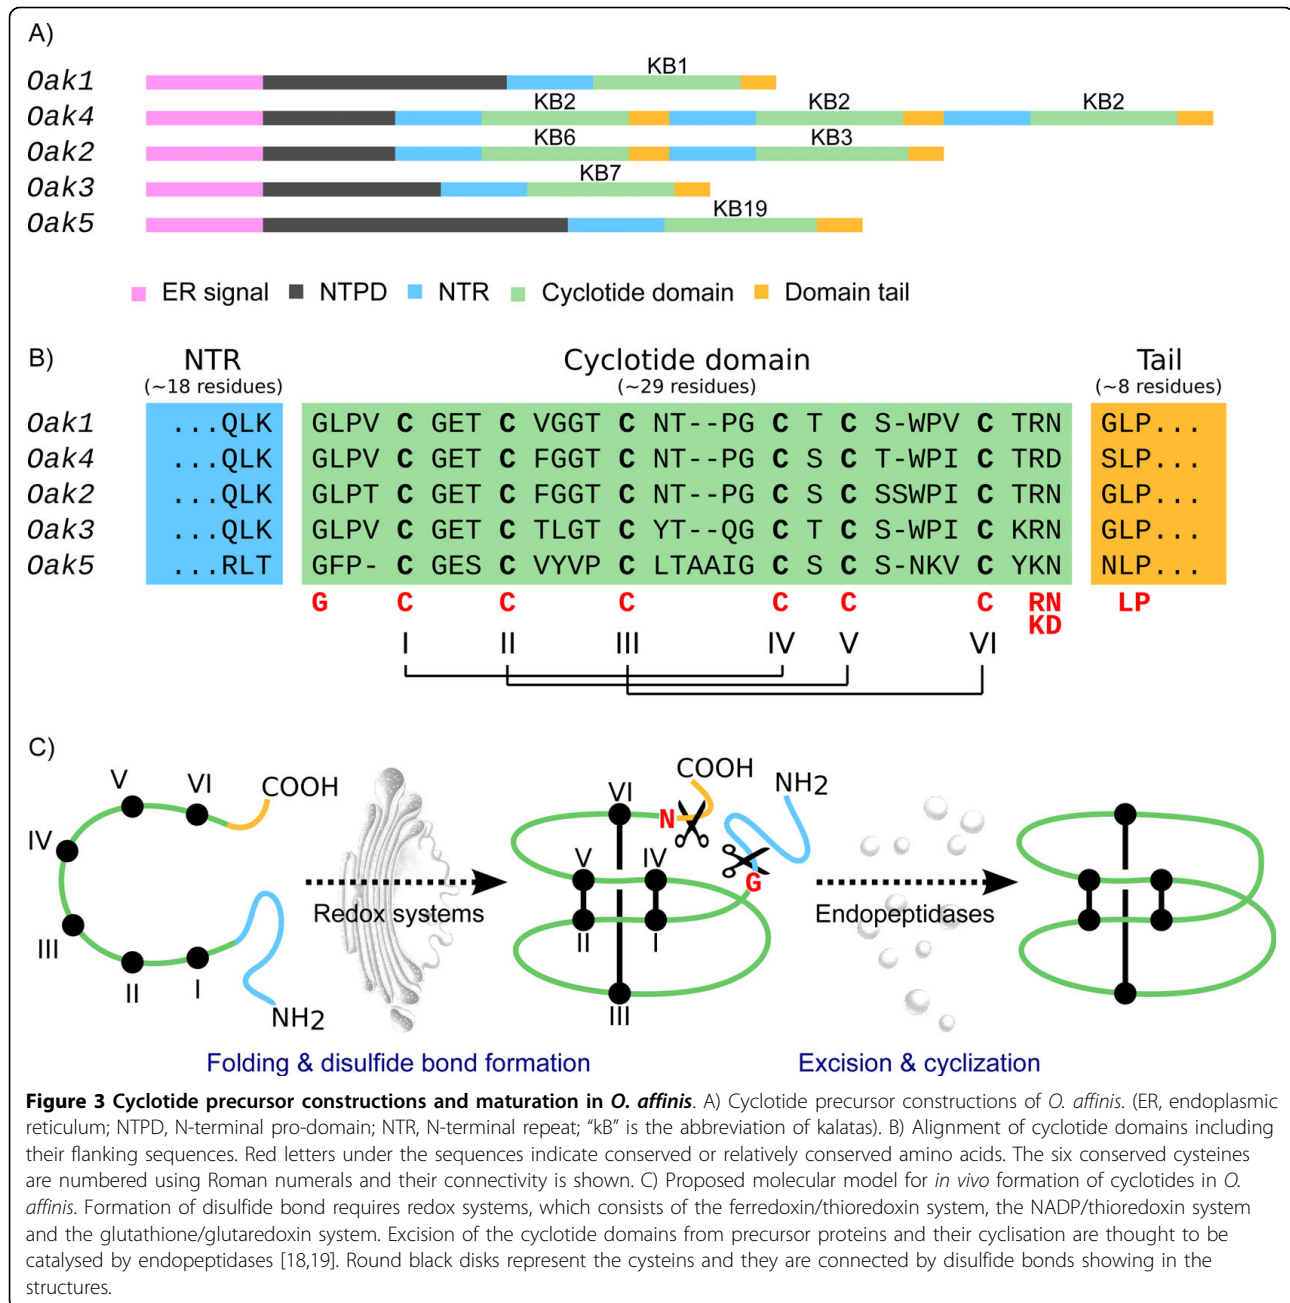 A)
Oak1
KB1
Oak4
KB2 KB2 KB2
Oak2
KB6 KB3
Oak3
KB7
Oak5
KB19
ER signal NTPD NTR Cyclotide domain Domain tail
B)
NTR Cyclotide domain Tail
(~18 residues) (~29 residues) (~8 residues)
Oak1 ...QLK GLPV C GET C VGGT C NT--PG C T C S-WPV C TRN GLP...
Oak4 ...QLK GLPV C GET C FGGT C NT--PG C S C T-WPI C TRD SLP...
Oak2 ...QLK GLPT C GET C FGGT C NT--PG C S C SSWPI C TRN GLP...
Oak3 ...QLK GLPV C GET C TLGT C YT--QG C T C S-WPI C KRN GLP...
Oak5 ...RLT GFP- C GES C VYVP C LTAAIG C S C S-NKV C YKN NLP...
G C C C C C C RN LP
KD
I II III IV V VI
C)
V VI COOH
IV
III
II I
NH2
Redox systems
COOH NH2
VI
N
V IV G
II I
III
Endopeptidases
Folding & disulfide bond formation Excision & cyclization
Figure 3 Cyclotide precursor constructions and maturation in O. affinis. A) Cyclotide precursor constructions of O. affinis. (ER, endoplasmic
reticulum; NTPD, N-terminal pro-domain; NTR, N-terminal repeat; "kB" is the abbreviation of kalatas). B) Alignment of cyclotide domains including
their flanking sequences. Red letters under the sequences indicate conserved or relatively conserved amino acids. The six conserved cysteines
are numbered using Roman numerals and their connectivity is shown. C) Proposed molecular model for in vivo formation of cyclotides in O.
affinis. Formation of disulfide bond requires redox systems, which consists of the ferredoxin/thioredoxin system, the NADP/thioredoxin system
and the glutathione/glutaredoxin system. Excision of the cyclotide domains from precursor proteins and their cyclisation are thought to be
catalysed by endopeptidases [18,19]. Round black disks represent the cysteins and they are connected by disulfide bonds showing in the
structures.